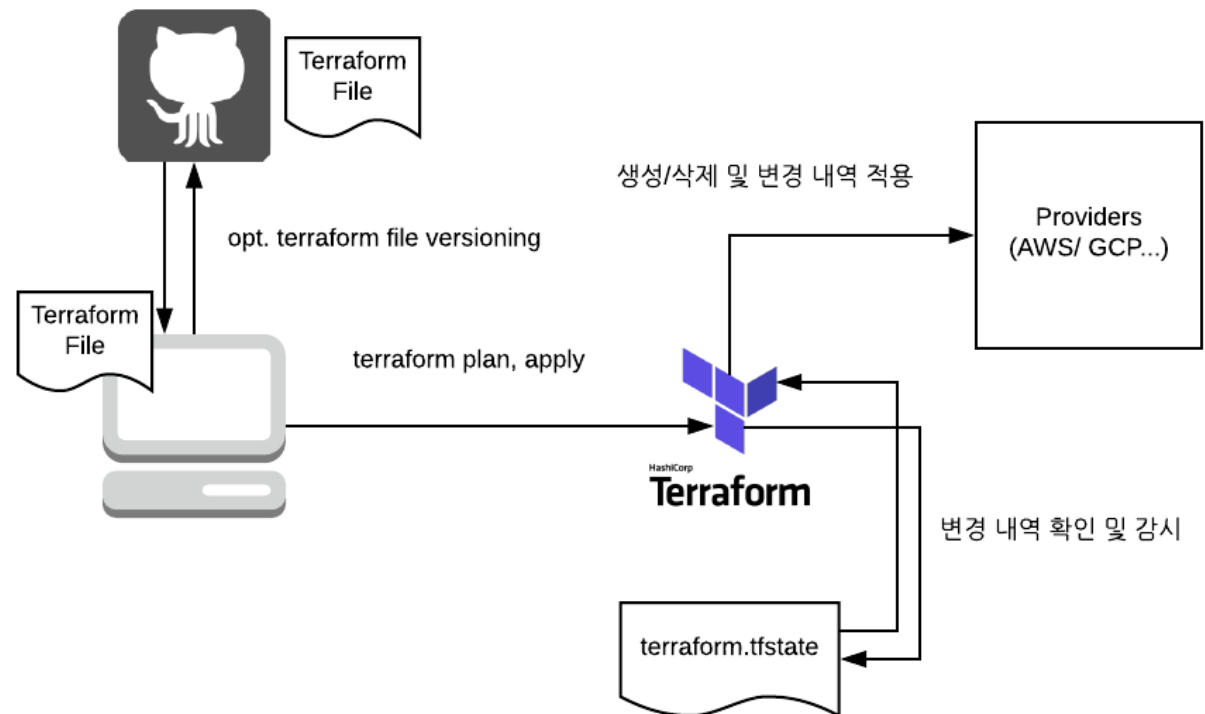 Terraform
File
opt. terraform file versioning
Terraform
File
terraform plan, apply
생성/삭제 및 변경 내역 적용
Providers
(AWS/ GCP...)
HashiCorp
Terraform
변경 내역 확인 및 감시
terraform.tfstate